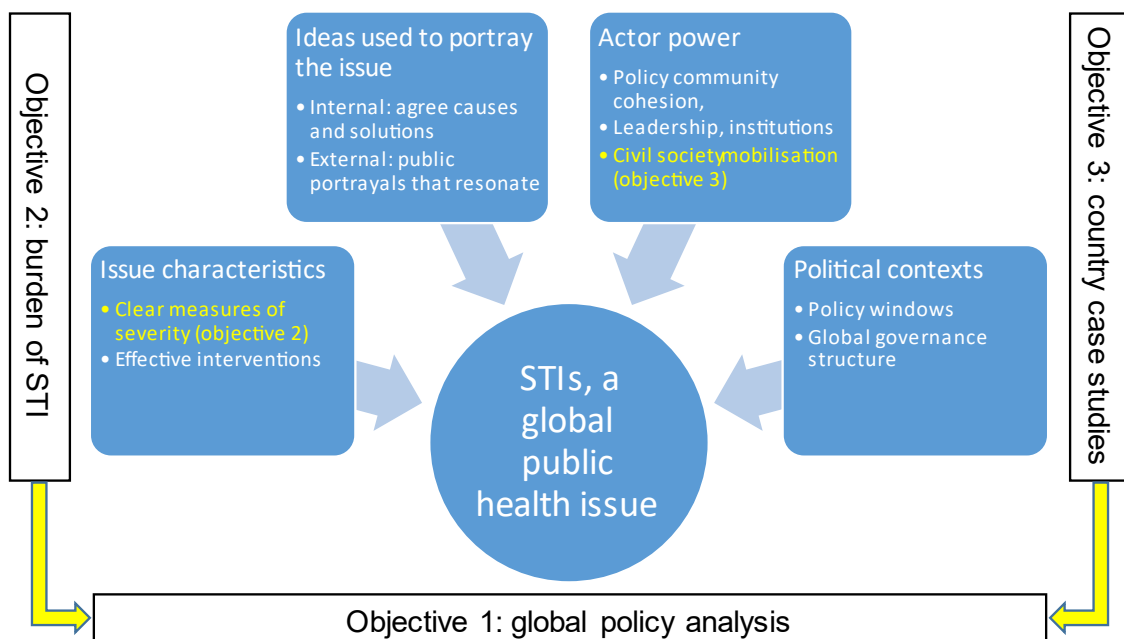 Objective 2: burden of STI
Ideas used to portray
the issue
• Internal: agree causes
and solutions
• External: public
portrayals that resonate
Actor power
• Policy community
cohesion,
• Leadership, institutions
• Civil societymobilisation
(objective 3)
Issue characteristics
• Clear measures of
severity (objective 2)
• Effective interventions
Political contexts
• Policy windows
• Global governance
structure
STIs, a
global
public
health issue
Objective 3: country case studies
Objective 1: global policy analysis